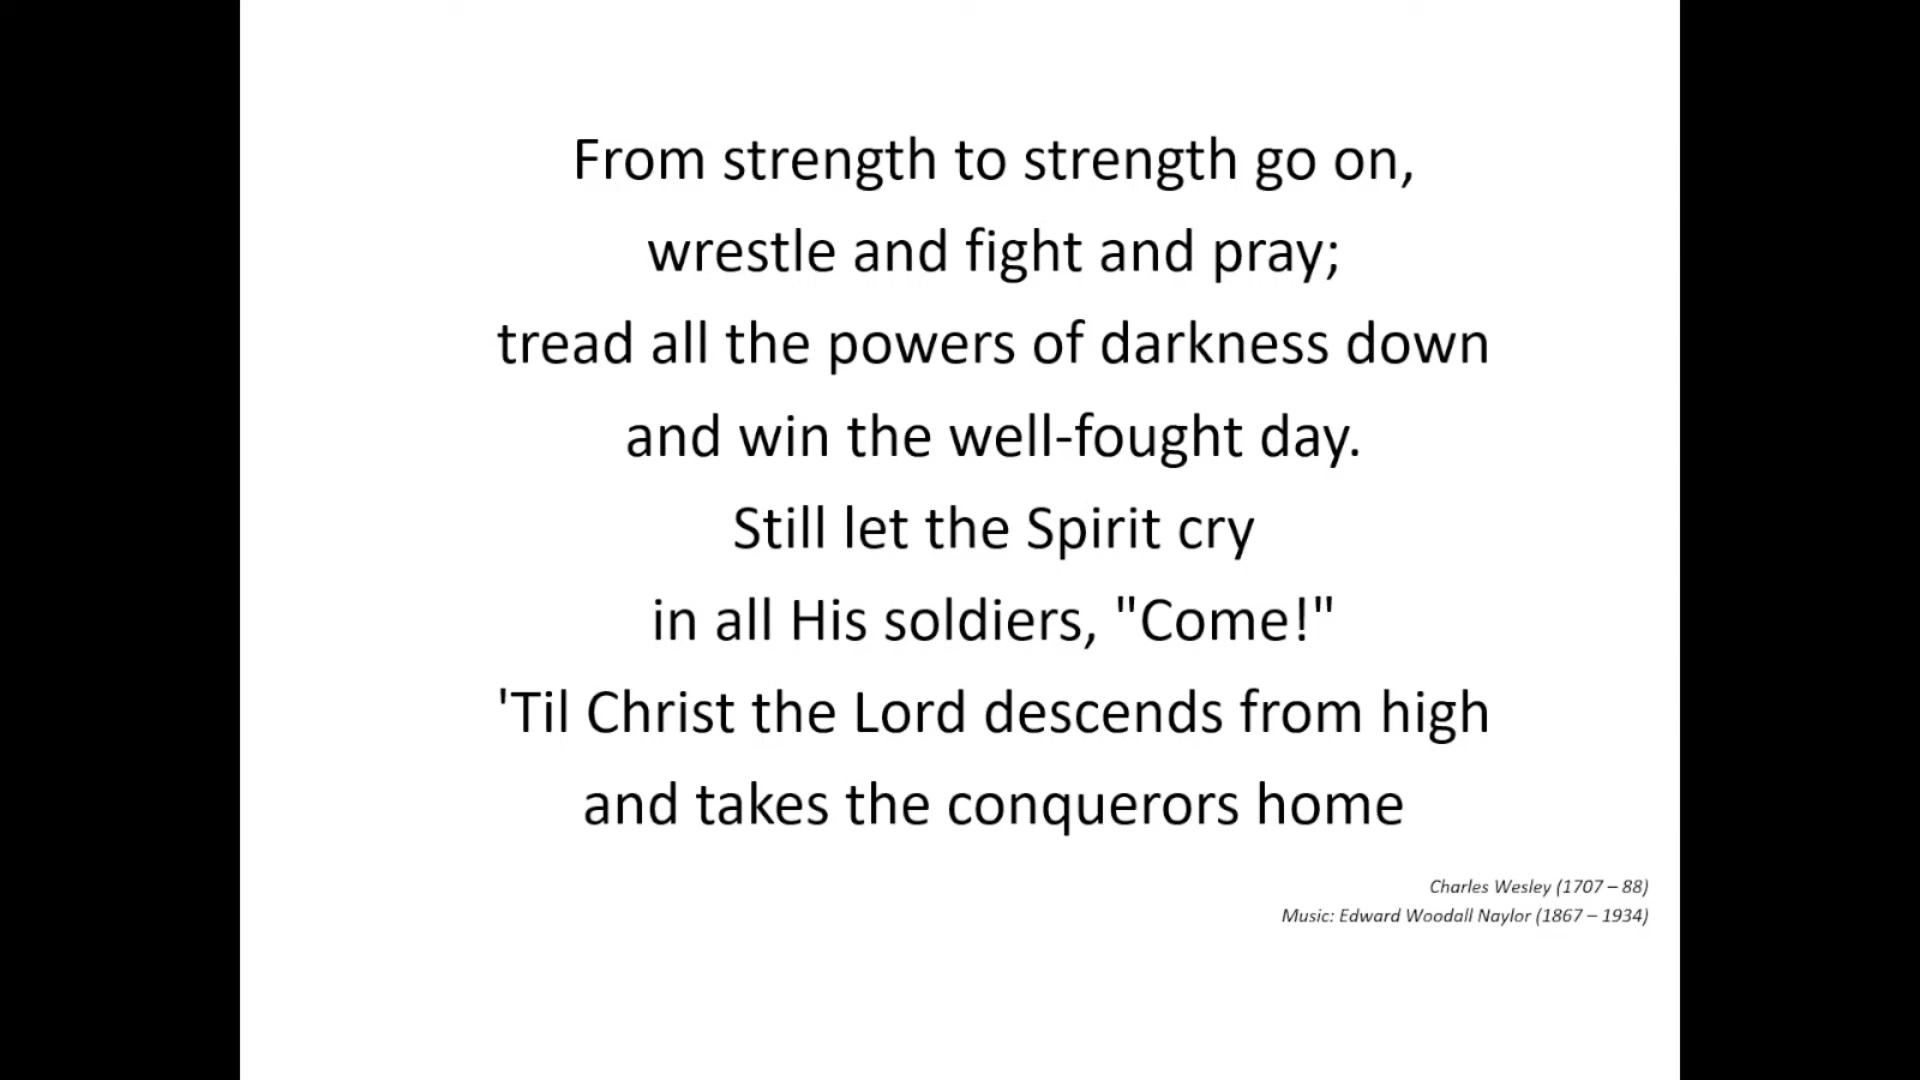 From strength to strength go on,
wrestle and fight and pray;
tread all the powers of darkness down
and win the well-fought day.
Still let the Spirit cry
in all His soldiers, "Come!"
'Til Christ the Lord descends from high
and takes the conquerors home
Charles Wesley (1707 – 88)
Music: Edward Woodall Naylor (1867 – 1934)